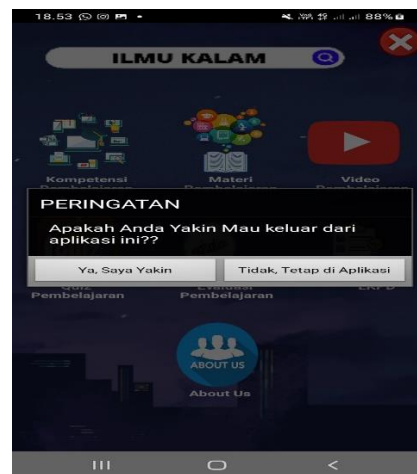 18.53
88%
ILMU KALAM
Kompetensi
Pembelajaran
Materi
Pembelajaran
Video
Pembelajaran
PERINGATAN
Apakah Anda Yakin Mau keluar dari
aplikasi ini??
Ya, Saya Yakin
Tidak, Tetap di Aplikasi
Quiz
Pembelajaran
Evaluasi
Pembelajaran
LKPD
ABOUT US
About Us